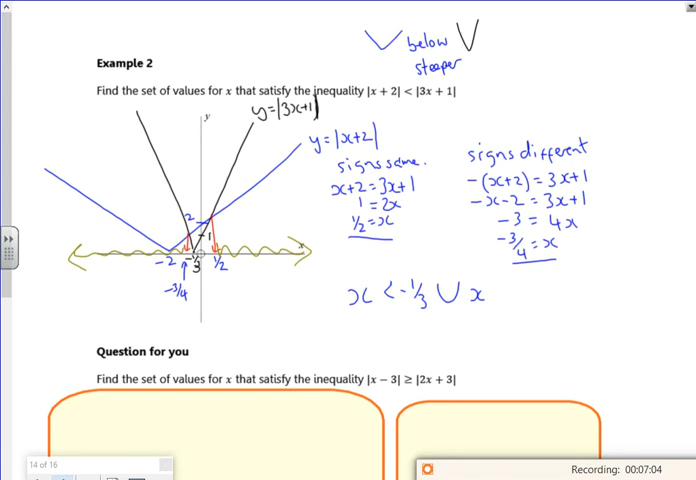 below
steeper
Example 2
Find the set of values for x that satisfy the inequality |x + 2| < |3x + 1|
y=|3x+1|
y
y=|x+2|
signs same.
x+2=3x+1
1=2x
1/2=x
signs different
-(x+2)=3x+1
-x-2=3x+1
-3=4x
-3/4=x
2
1
x
-2
-1/3
1/2
-3/4
x < -1/3 ∪ x
Question for you
Find the set of values for x that satisfy the inequality |x − 3| ≥ |2x + 3|
14 of 16
Recording: 00:07:04